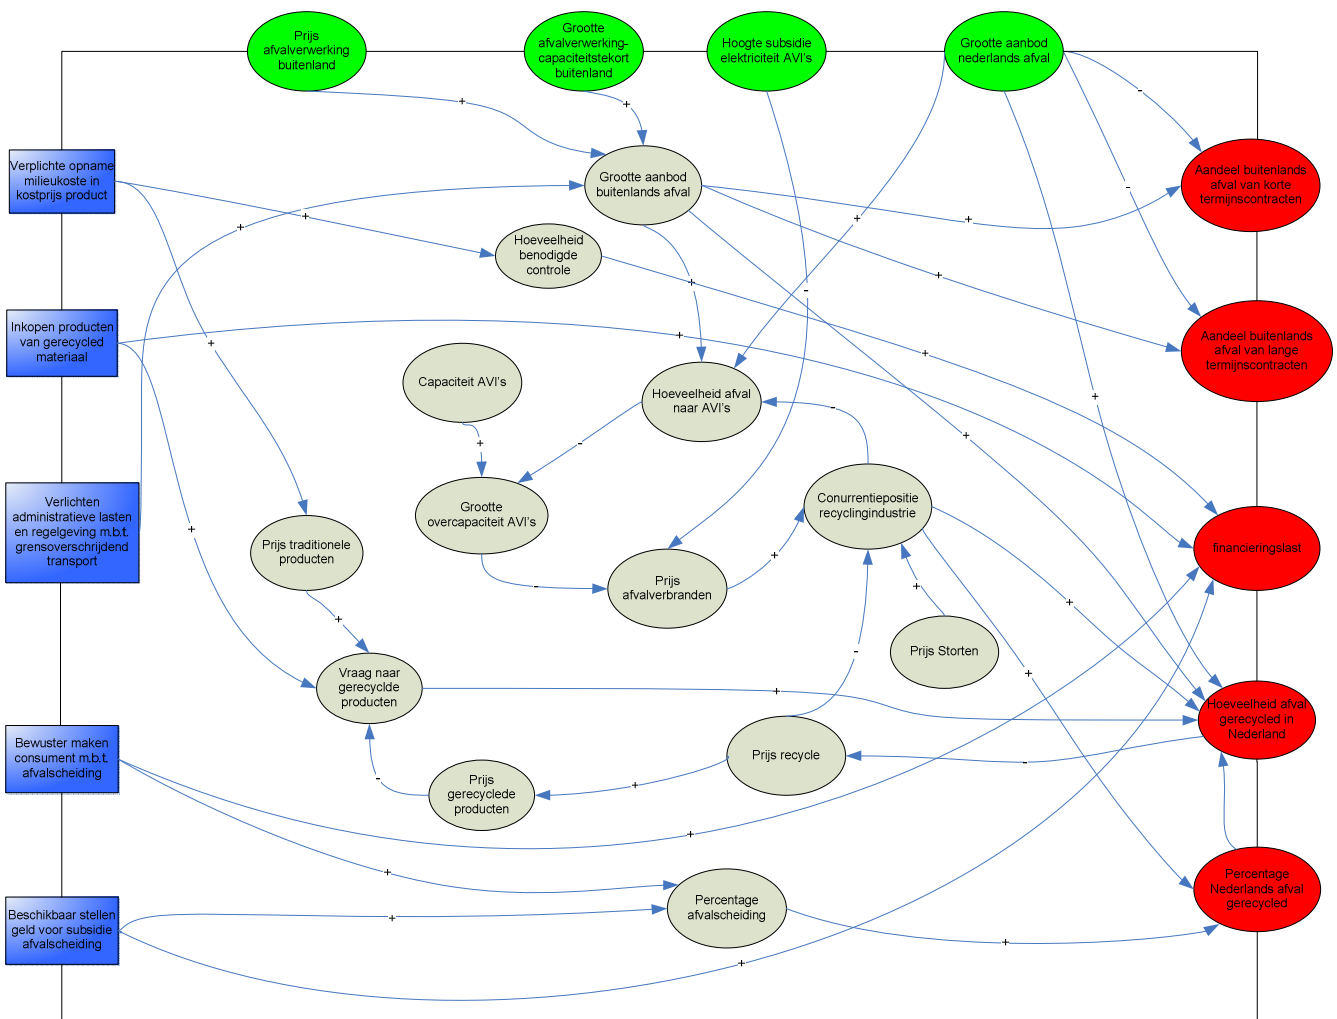 Prijs
afvalverwerking
buitenland
Grootte
afvalverwerking-
capaciteitstekort
buitenland
Hoogte subsidie
elektriciteit AVI's
Grootte aanbod
nederlands afval
+
+
-
Verplichte opname
milieukoste in
kostprijs product
Grootte aanbod
buitenlands afval
Aandeel buitenlands
afval van korte
termijnscontracten
-
+
+
+
+
Hoeveelheid
benodigde
controle
+
+
-
Inkopen producten
van gerecycled
materiaal
+
+
+
Aandeel buitenlands
afval van lange
termijnscontracten
Capaciteit AVI's
Hoeveelheid afval
naar AVI's
+
-
+
+
-
+
Verlichten
administratieve lasten
en regelgeving m.b.t.
grensoverschrijdend
transport
Grootte
overcapaciteit AVI's
Conurrentiepositie
recyclingindustrie
+
Prijs traditionele
producten
financieringslast
+
-
Prijs
afvalverbranden
+
+
+
Prijs Storten
-
Vraag naar
gerecyclde
producten
+
+
Hoeveelheid afval
gerecycled in
Nederland
Bewuster maken
consument m.b.t.
afvalscheiding
Prijs recycle
-
-
Prijs
gerecyclede
producten
+
+
+
Percentage
Nederlands afval
gerecycled
Percentage
afvalscheiding
Beschikbaar stellen
geld voor subsidie
afvalscheiding
+
+
+